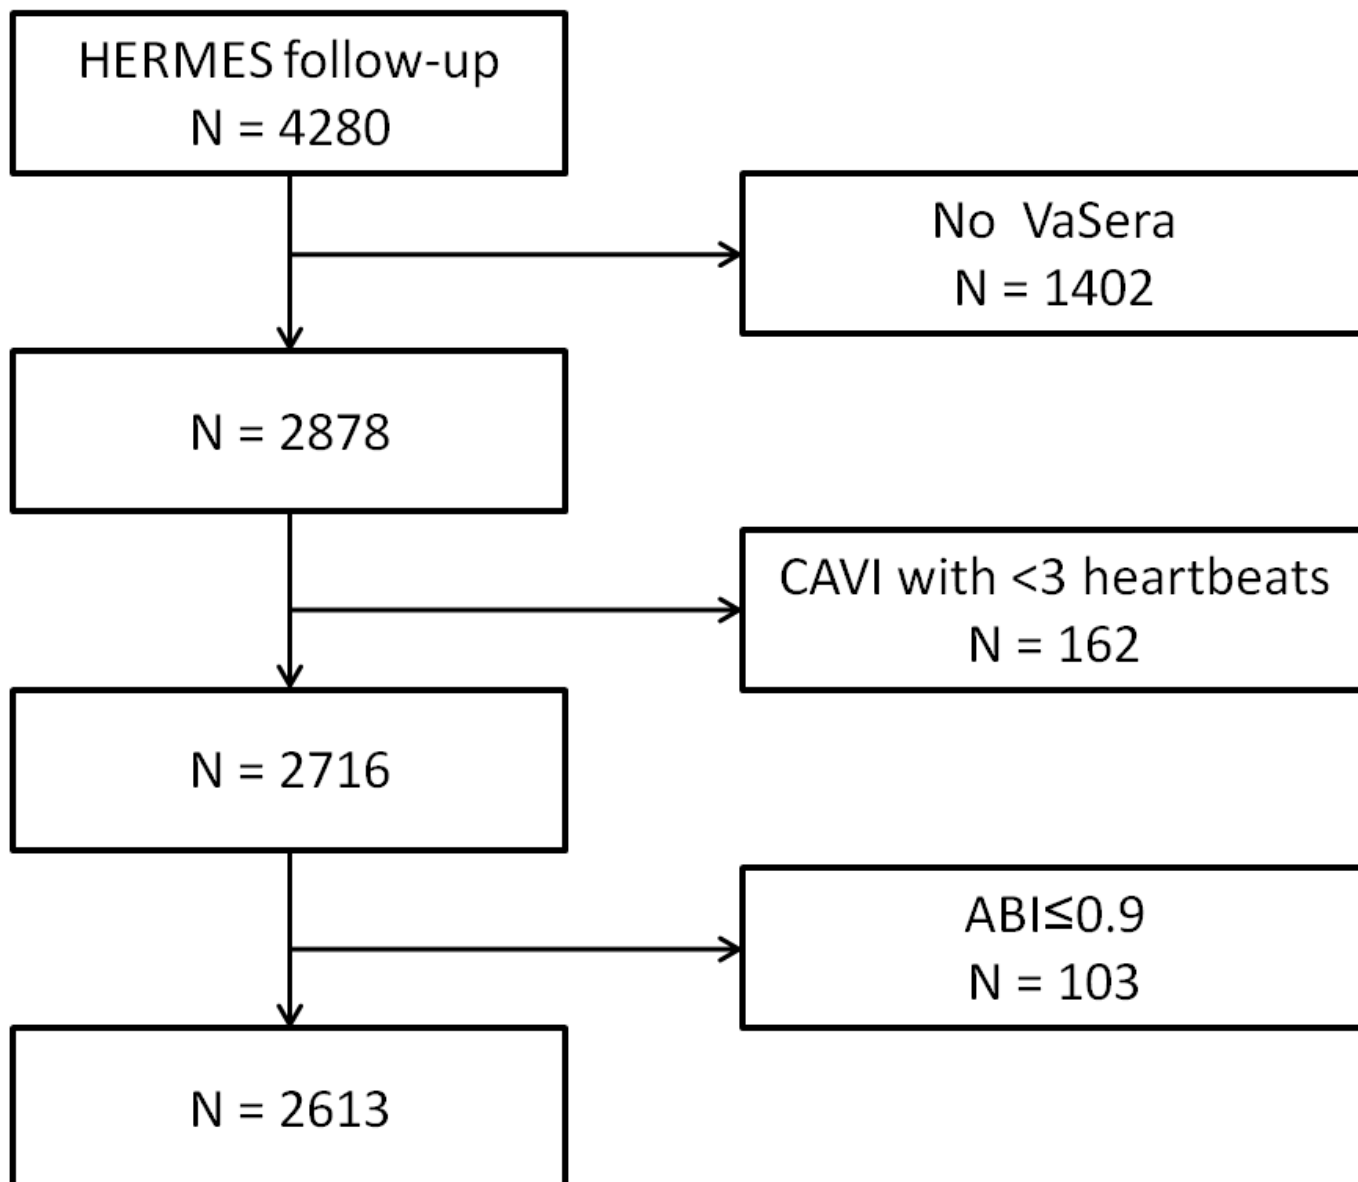 HERMES follow-up
N = 4280
No VaSera
N = 1402
N = 2878
CAVI with <3 heartbeats
N = 162
N = 2716
ABI≤0.9
N = 103
N = 2613